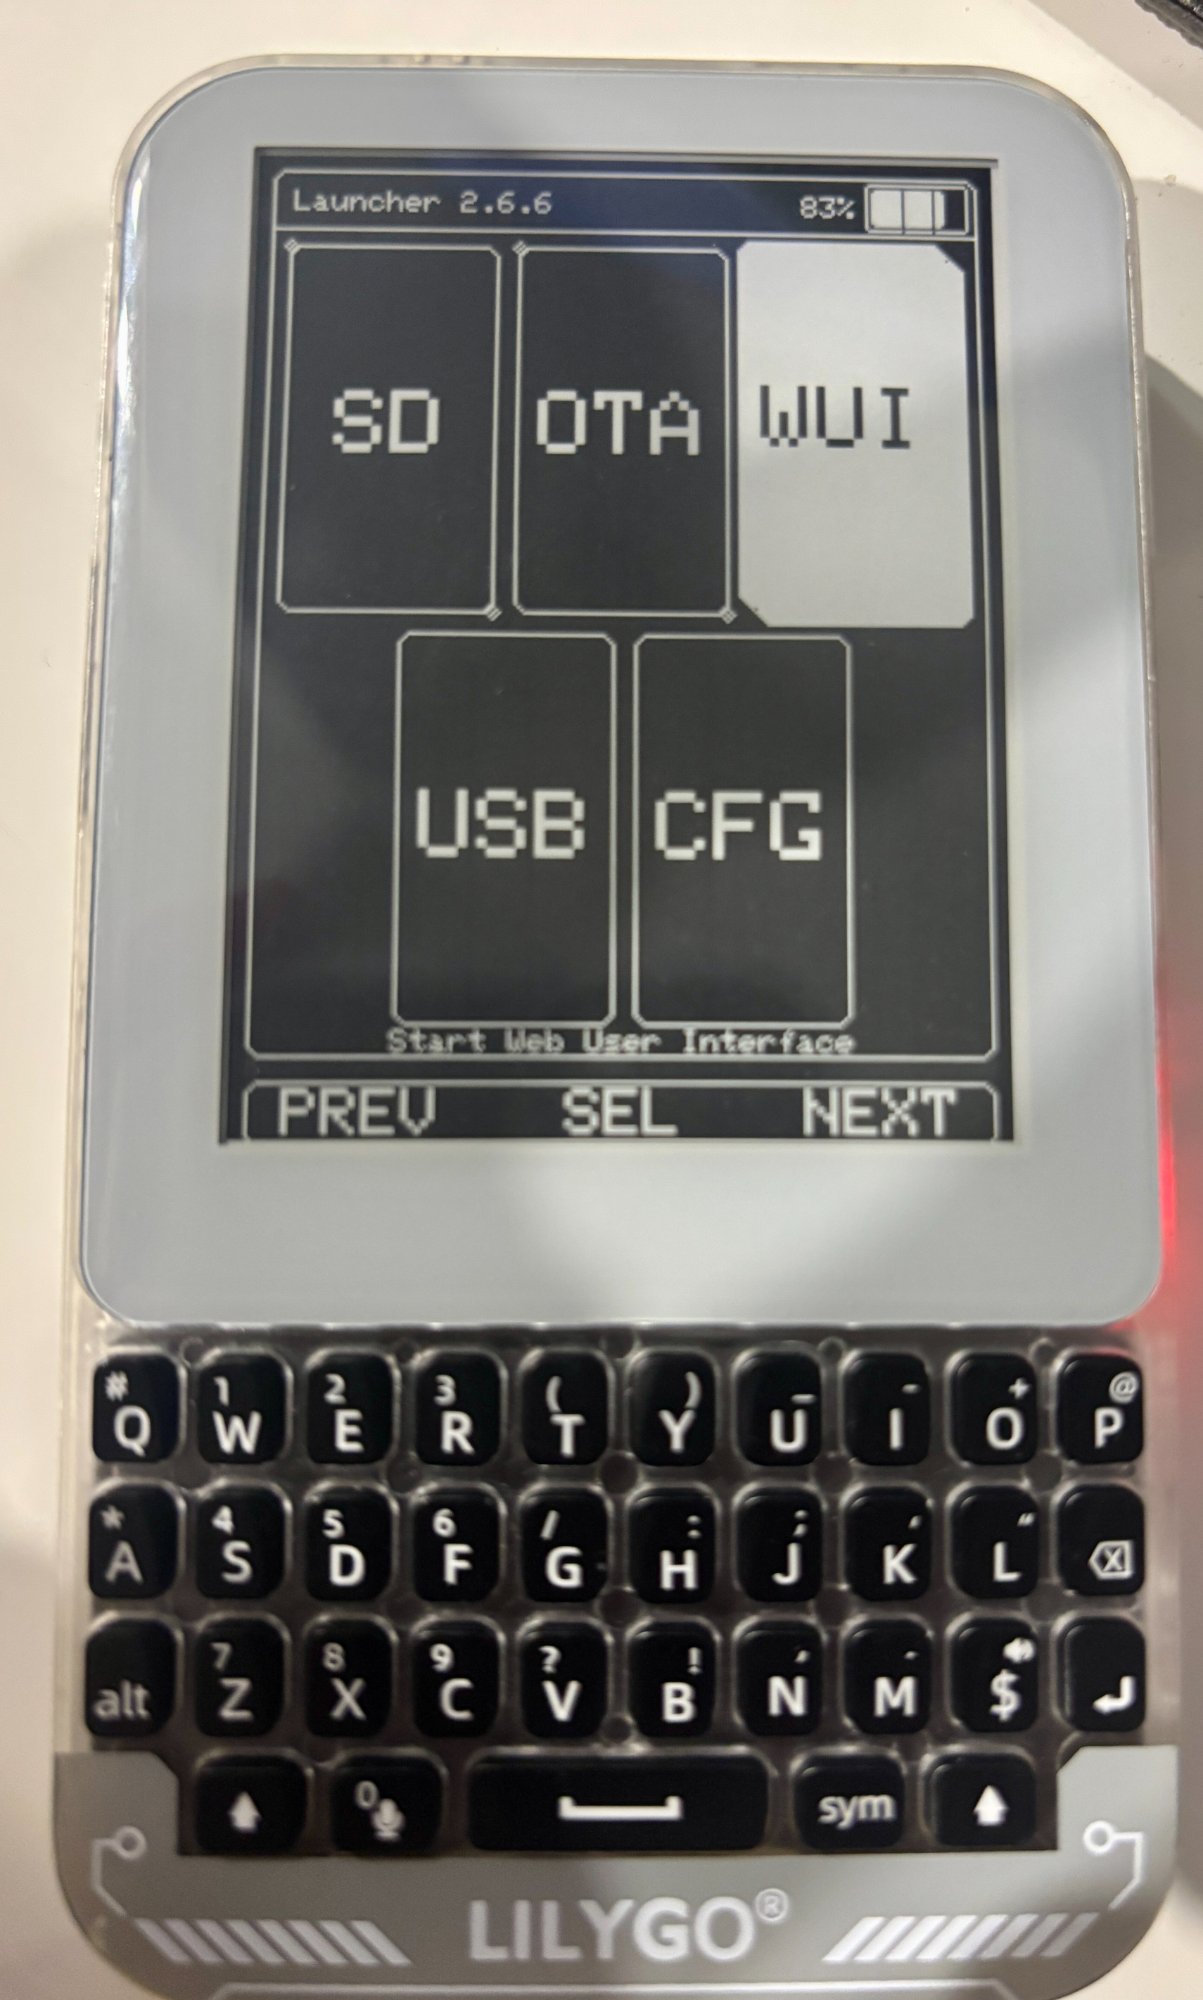 Launcher 2.6.6 83%
SD OTA WUI
USB CFG
Start Web User Interface
PREV SEL NEXT
# 1 2 3 ( ) _ - + @
Q W E R T Y U I O P
* 4 5 6 / : ; ' "
A S D F G H J K L
7 8 9 ? ! , .
alt Z X C V B N M $
0 sym
LILYGO®